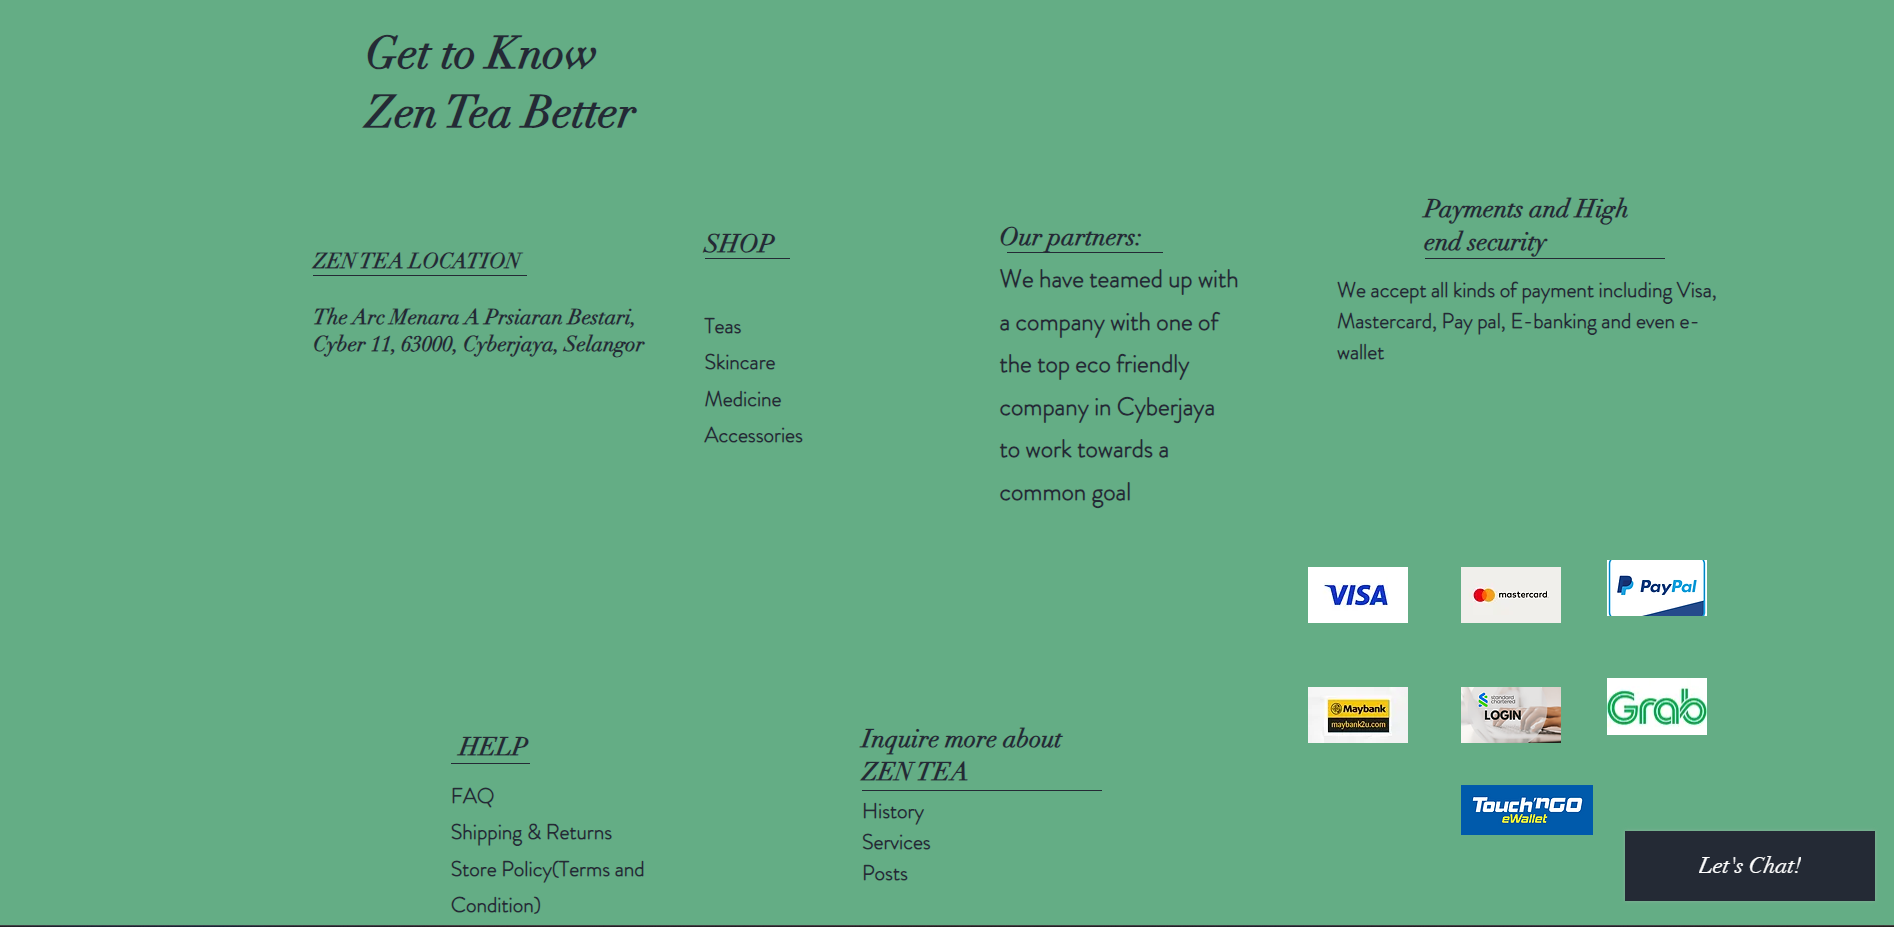 Get to Know
Zen Tea Better
ZEN TEA LOCATION
The Arc Menara A Prsiaran Bestari,
Cyber 11, 63000, Cyberjaya, Selangor
SHOP
Teas
Skincare
Medicine
Accessories
Our partners:
We have teamed up with
a company with one of
the top eco friendly
company in Cyberjaya
to work towards a
common goal
Payments and High
end security
We accept all kinds of payment including Visa,
Mastercard, Pay pal, E-banking and even e-
wallet
VISA
mastercard
PayPal
Maybank
maybank2u.com
standard
chartered
LOGIN
Grab
Touch'nGO
eWallet
HELP
FAQ
Shipping & Returns
Store Policy(Terms and
Condition)
Inquire more about
ZEN TEA
History
Services
Posts
Let's Chat!